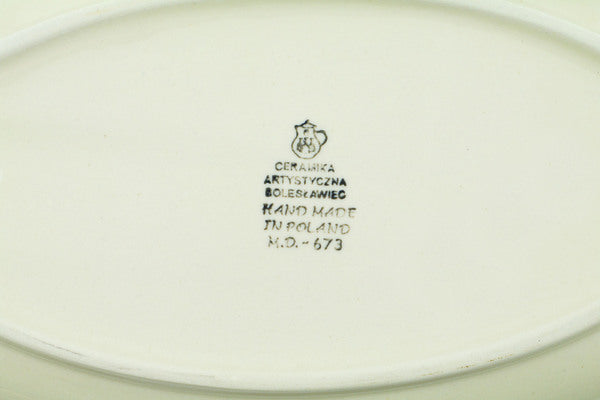 CERAMIKA
ARTYSTYCZNA
BOLESŁAWIEC
HAND MADE
IN POLAND
M.D.-673